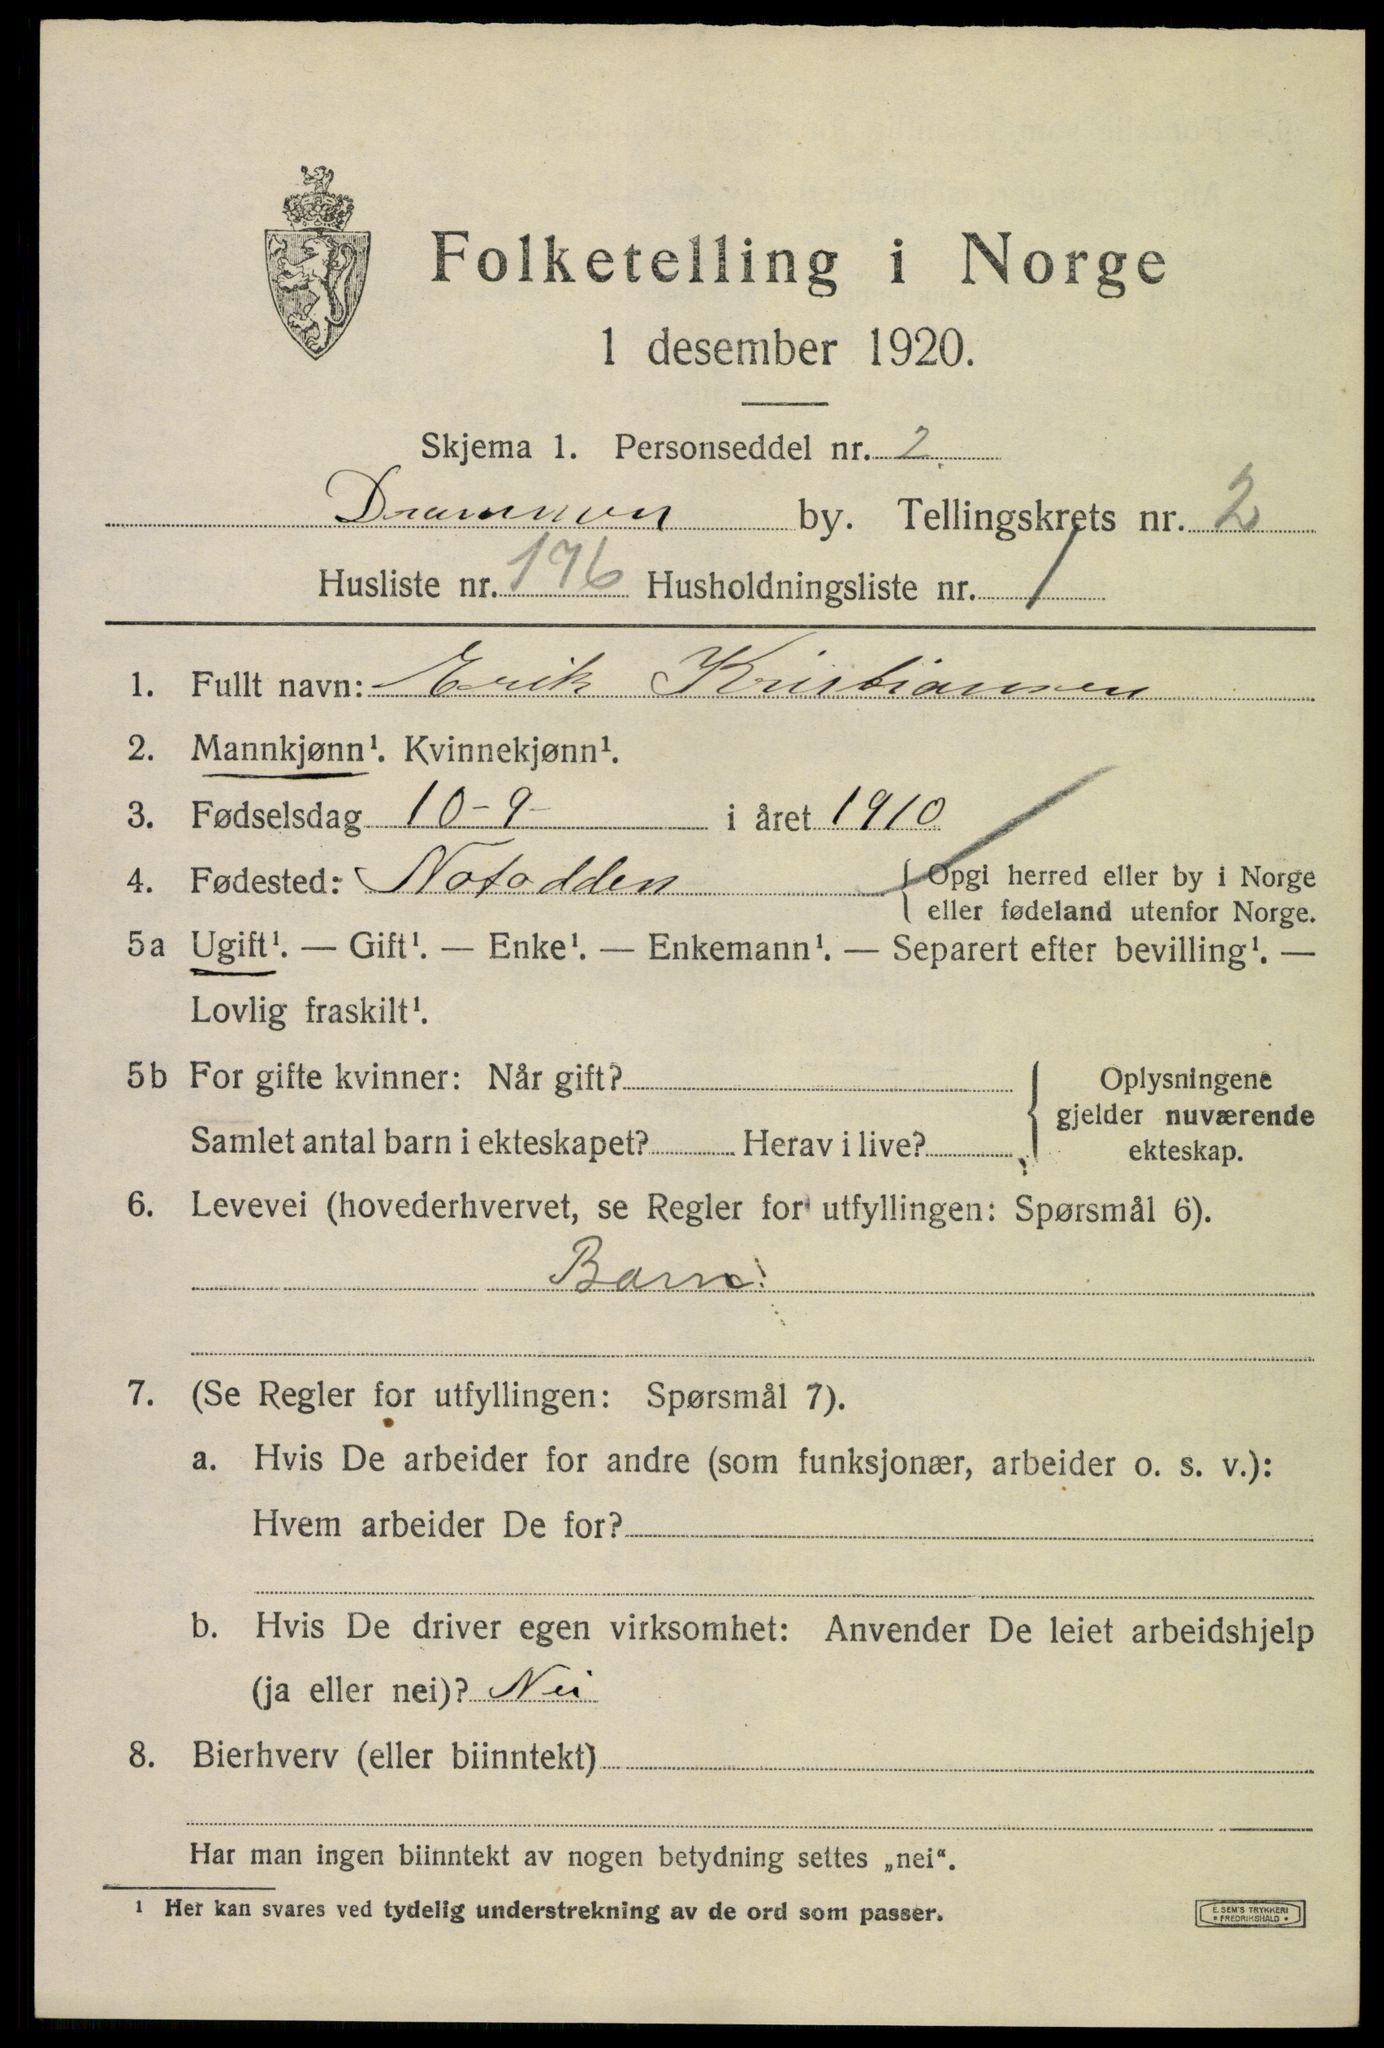 Folketelling i Norge
1 desember 1920.
Skjema 1. Personseddel nr. 2
Drammen by. Tellingskrets nr. 2
Husliste nr. 176 Husholdningsliste nr. 1
1. Fullt navn: Erik Kristiansen
2. Mannkjønn¹. Kvinnekjønn¹.
3. Fødselsdag 10-9- i året 1910
4. Fødested: Notodden { Opgi herred eller by i Norge
eller fødeland utenfor Norge.
5a Ugift¹. — Gift¹. — Enke¹. — Enkemann¹. — Separert efter bevilling¹. —
Lovlig fraskilt¹.
5b For gifte kvinner: Når gift?
Samlet antal barn i ekteskapet? Herav i live?
} Oplysningene
gjelder nuværende
ekteskap.
6. Levevei (hovederhvervet, se Regler for utfyllingen: Spørsmål 6).
Barn
7. (Se Regler for utfyllingen: Spørsmål 7).
a. Hvis De arbeider for andre (som funksjonær, arbeider o. s. v.):
Hvem arbeider De for?
b. Hvis De driver egen virksomhet: Anvender De leiet arbeidshjelp
(ja eller nei)? Nei
8. Bierhverv (eller biinntekt)
Har man ingen biinntekt av nogen betydning settes „nei“.
¹ Her kan svares ved tydelig understrekning av de ord som passer.
E. SEM'S TRYKKERI
• FREDRIKSHALD •